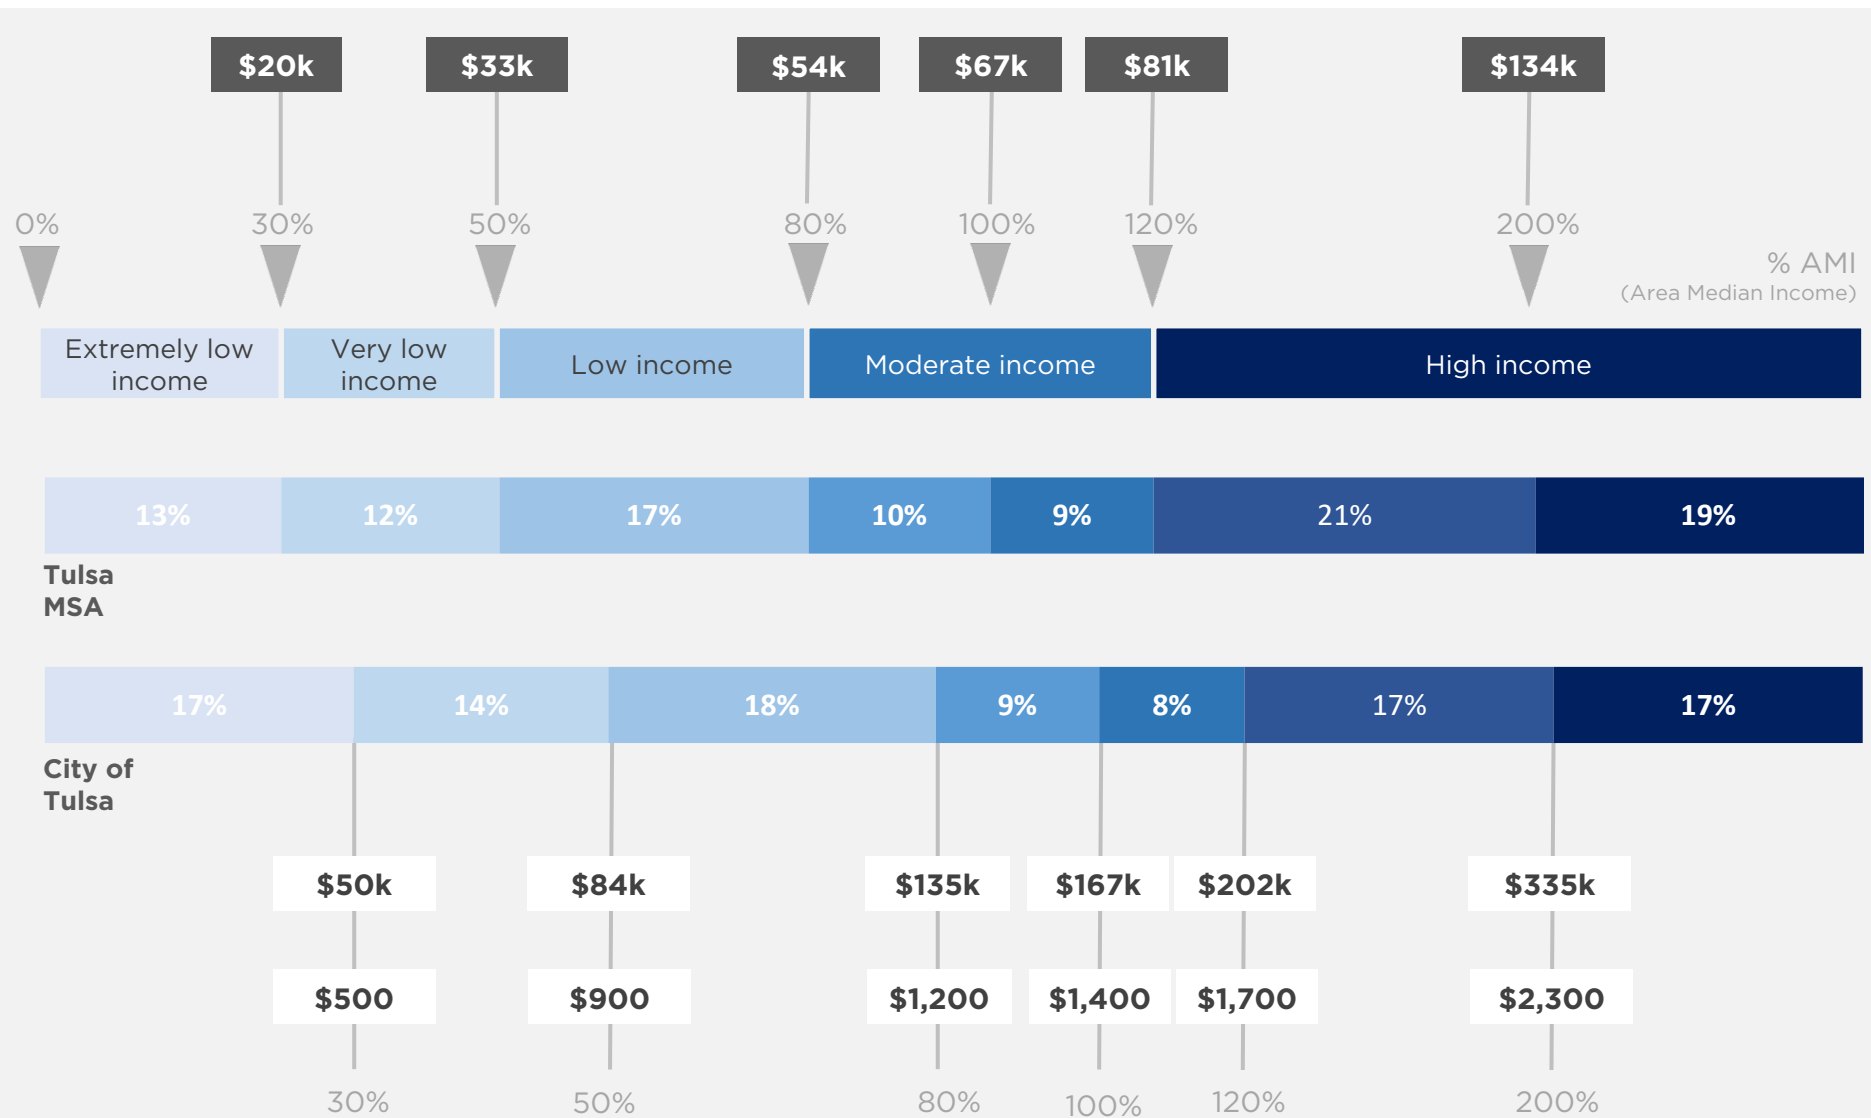 $20k $33k $54k $67k $81k $134k
0% 30% 50% 80% 100% 120% 200%
% AMI
(Area Median Income)
Extremely low
income
Very low
income
Low income
Moderate income
High income
13% 12% 17% 10% 9% 21% 19%
Tulsa
MSA
17% 14% 18% 9% 8% 17% 17%
City of
Tulsa
$50k $84k $135k $167k $202k $335k
$500 $900 $1,200 $1,400 $1,700 $2,300
30% 50% 80% 100% 120% 200%